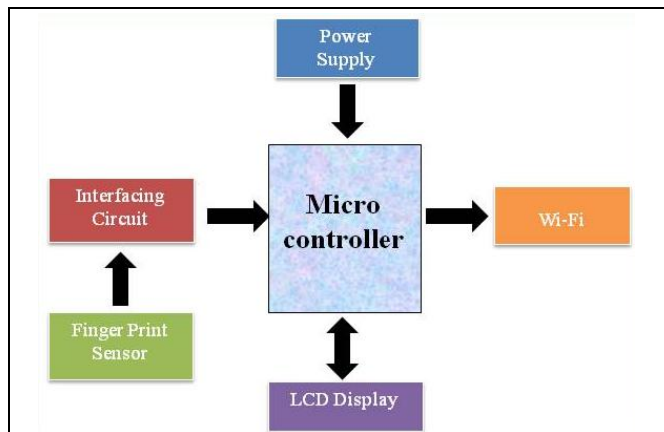 Power
Supply
Interfacing
Circuit
Micro
controller
Wi-Fi
Finger Print
Sensor
LCD Display